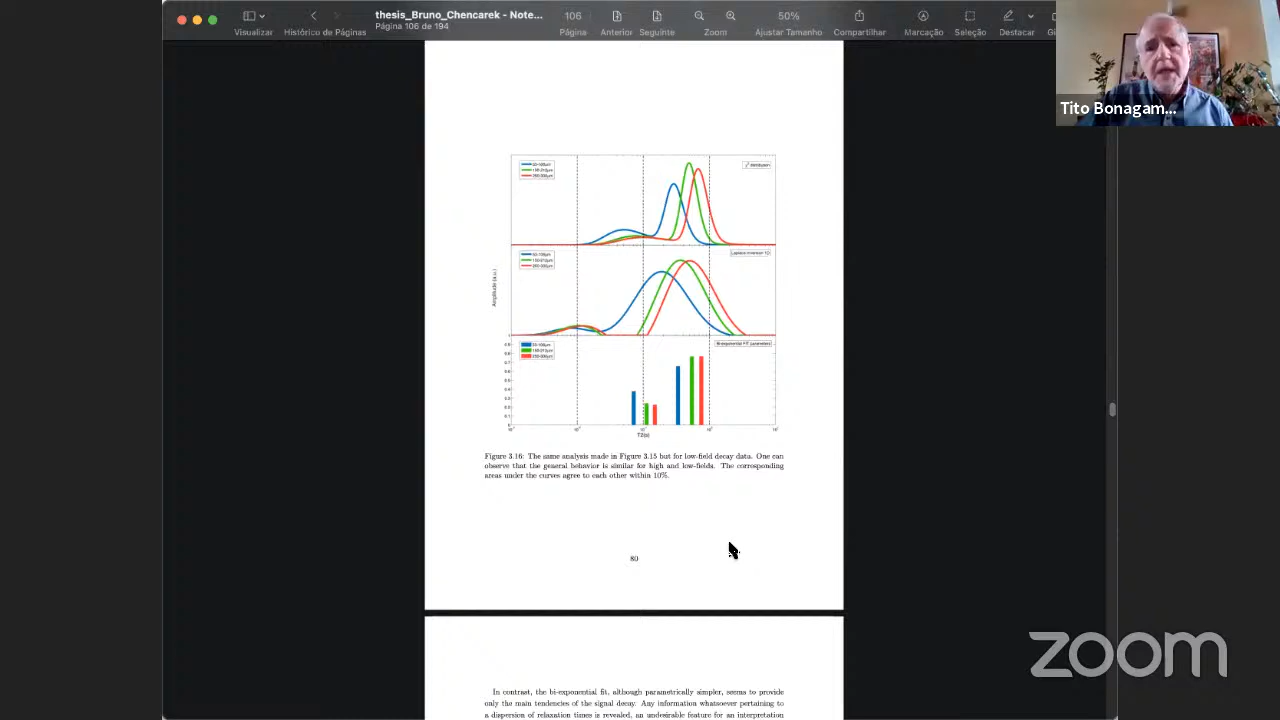 thesis_Bruno_Chencarek - Note...
Página 106 de 194
106
50%
Visualizar
Histórico de Páginas
Página
Anterior
Seguinte
Zoom
Ajustar Tamanho
Compartilhar
Marcação
Seleção
Destacar
Tito Bonagam...
Amplitude (a.u.)
Laplace Inversion 1D
Bi-exponential FIT (parameters)
T2(s)
Figure 3.16: The same analysis made in Figure 3.15 but for low-field decay data. One can
observe that the general behavior is similar for high and low-fields. The corresponding
areas under the curves agree to each other within 10%.
80
In contrast, the bi-exponential fit, although parametrically simpler, seems to provide
only the main tendencies of the signal decay. Any information whatsoever pertaining to
a dispersion of relaxation times is revealed, an undesirable feature for an interpretation
zoom